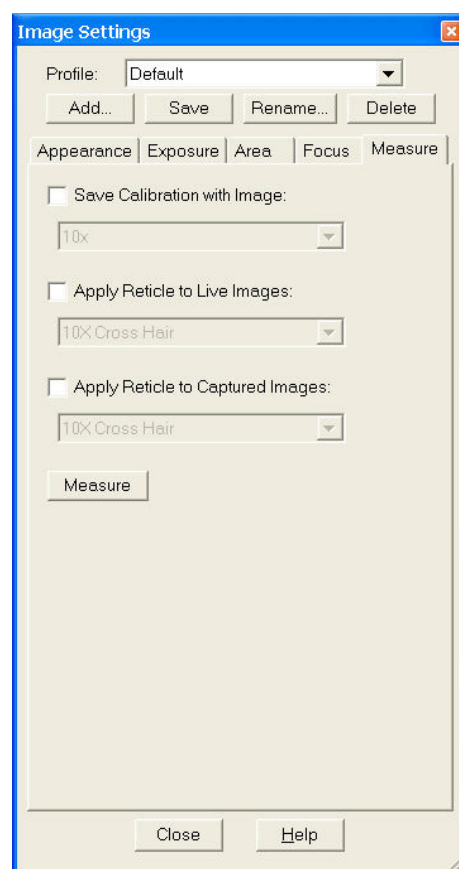 Image Settings
Profile: Default
Add... Save Rename... Delete
Appearance Exposure Area Focus Measure
Save Calibration with Image:
10x
Apply Reticle to Live Images:
10X Cross Hair
Apply Reticle to Captured Images:
10X Cross Hair
Measure
Close Help